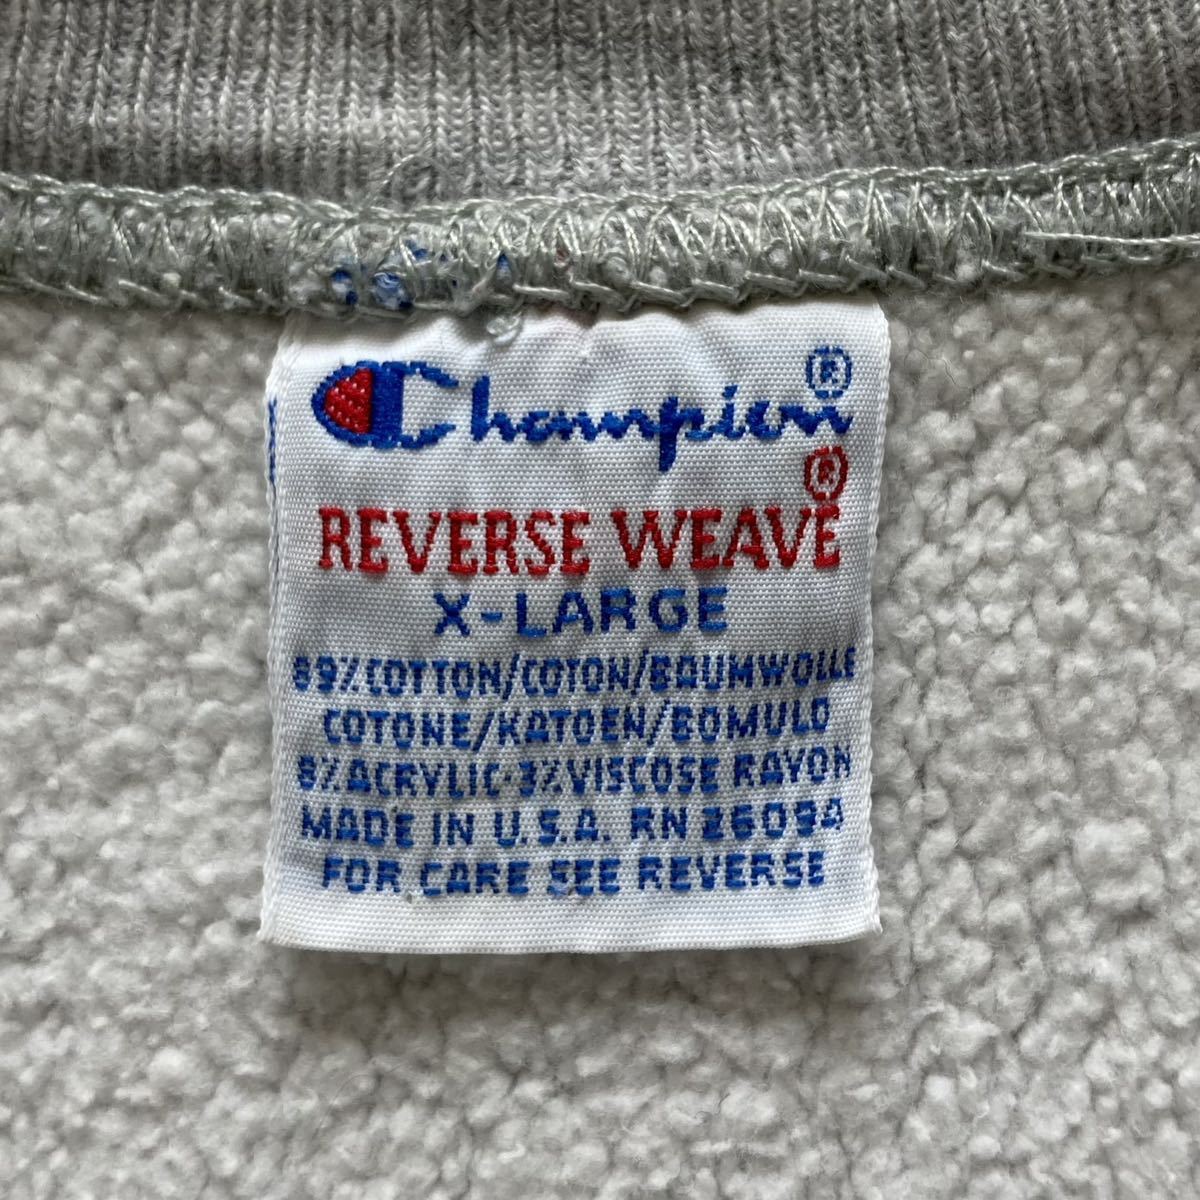 Champion®
REVERSE WEAVE®
X-LARGE
89% COTTON/COTON/BAUMWOLLE
COTONE/KATOEN/BOMULD
8% ACRYLIC·3% VISCOSE RAYON
MADE IN U.S.A. RN 26094
FOR CARE SEE REVERSE